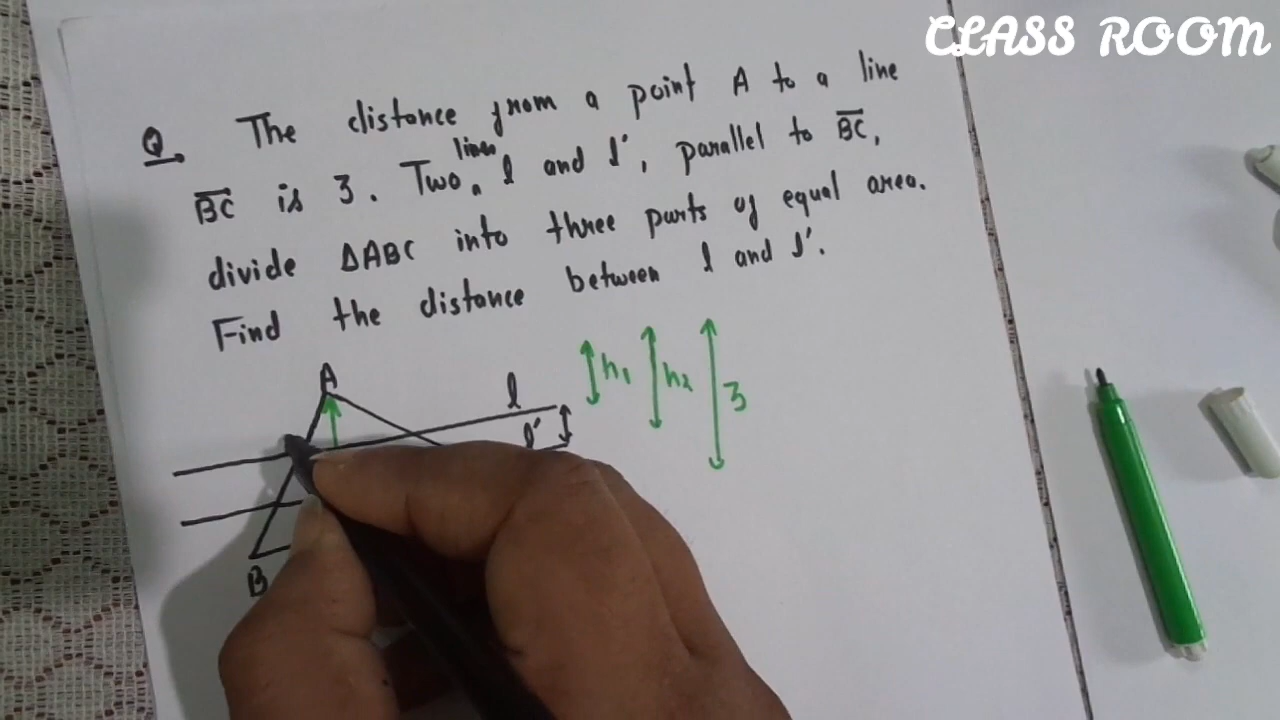 CLASS ROOM
Q. The distance from a point A to a line
BC is 3. Two lines l and l', parallel to BC,
divide ΔABC into three parts of equal area.
Find the distance between l and l'.
A
l
l'
B
h₁
h₂
3